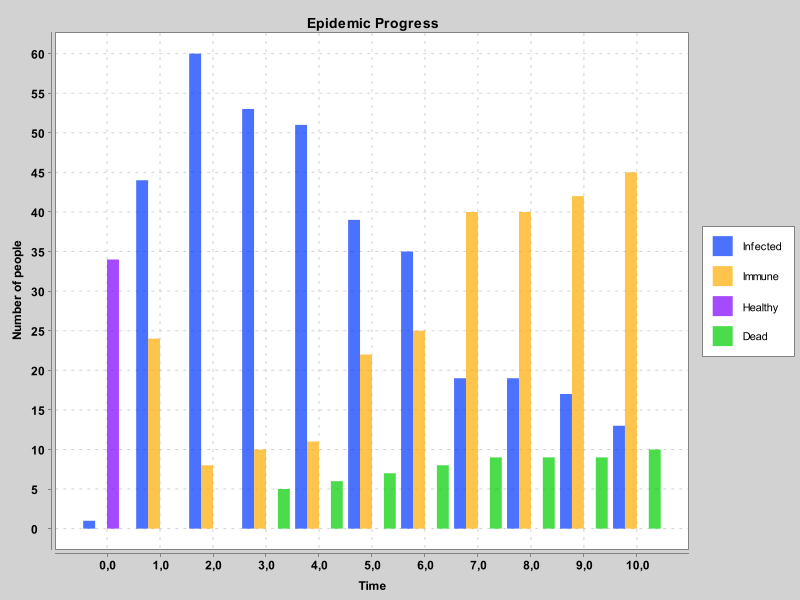 Epidemic Progress
60
55
50
45
40
35
30
25
20
15
10
5
0
Number of people
0,0 1,0 2,0 3,0 4,0 5,0 6,0 7,0 8,0 9,0 10,0
Time
Infected
Immune
Healthy
Dead